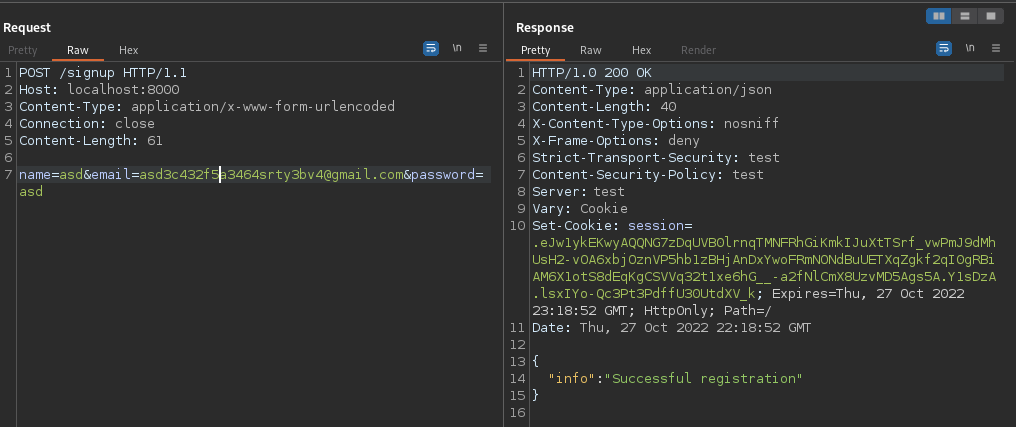 Request
Pretty Raw Hex \n
1 POST /signup HTTP/1.1
2 Host: localhost:8000
3 Content-Type: application/x-www-form-urlencoded
4 Connection: close
5 Content-Length: 61
6
7 name=asd&email=asd3c432f5a3464srty3bv4@gmail.com&password=
asd
Response
Pretty Raw Hex Render \n
1 HTTP/1.0 200 OK
2 Content-Type: application/json
3 Content-Length: 40
4 X-Content-Type-Options: nosniff
5 X-Frame-Options: deny
6 Strict-Transport-Security: test
7 Content-Security-Policy: test
8 Server: test
9 Vary: Cookie
10 Set-Cookie: session=
.eJw1ykEKwyAQQNG7zDqUVB0lrnqTMNFRhGiKmkIJuXtTSrf_vwPmJ9dMh
UsH2-vOA6xbjOznVP5hb1zBHjAnDxYwoFRmNONdBuUETXqZgkf2qIOgRBi
AM6X1otS8dEqKgCSVVq32t1xe6hG__-a2fNlCmX8UzvMD5Ags5A.Y1sDzA
.lsxIYo-Qc3Pt3PdffU3OUtdXV_k; Expires=Thu, 27 Oct 2022
23:18:52 GMT; HttpOnly; Path=/
11 Date: Thu, 27 Oct 2022 22:18:52 GMT
12
13 {
14 "info":"Successful registration"
15 }
16